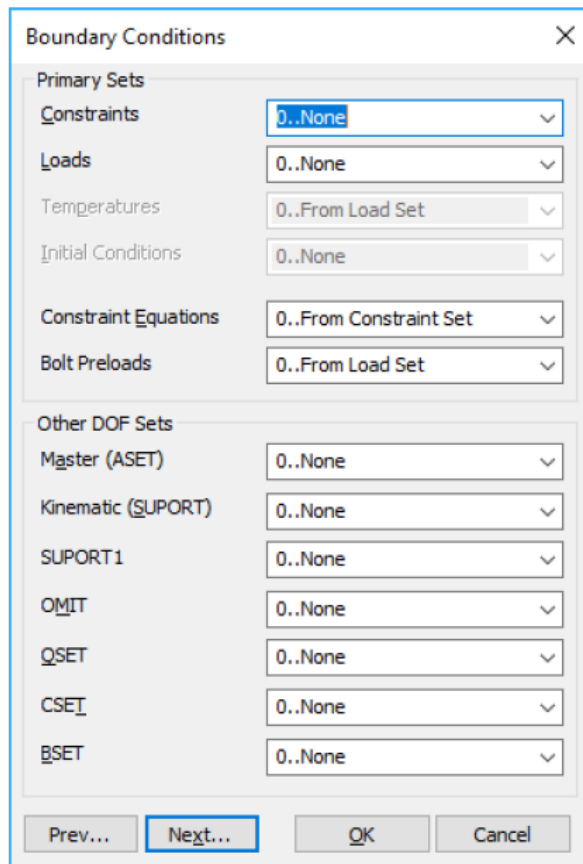 Boundary Conditions
Primary Sets
Constraints 0..None
Loads 0..None
Temperatures 0..From Load Set
Initial Conditions 0..None
Constraint Equations 0..From Constraint Set
Bolt Preloads 0..From Load Set
Other DOF Sets
Master (ASET) 0..None
Kinematic (SUPORT) 0..None
SUPORT1 0..None
OMIT 0..None
QSET 0..None
CSET 0..None
BSET 0..None
Prev... Next... OK Cancel